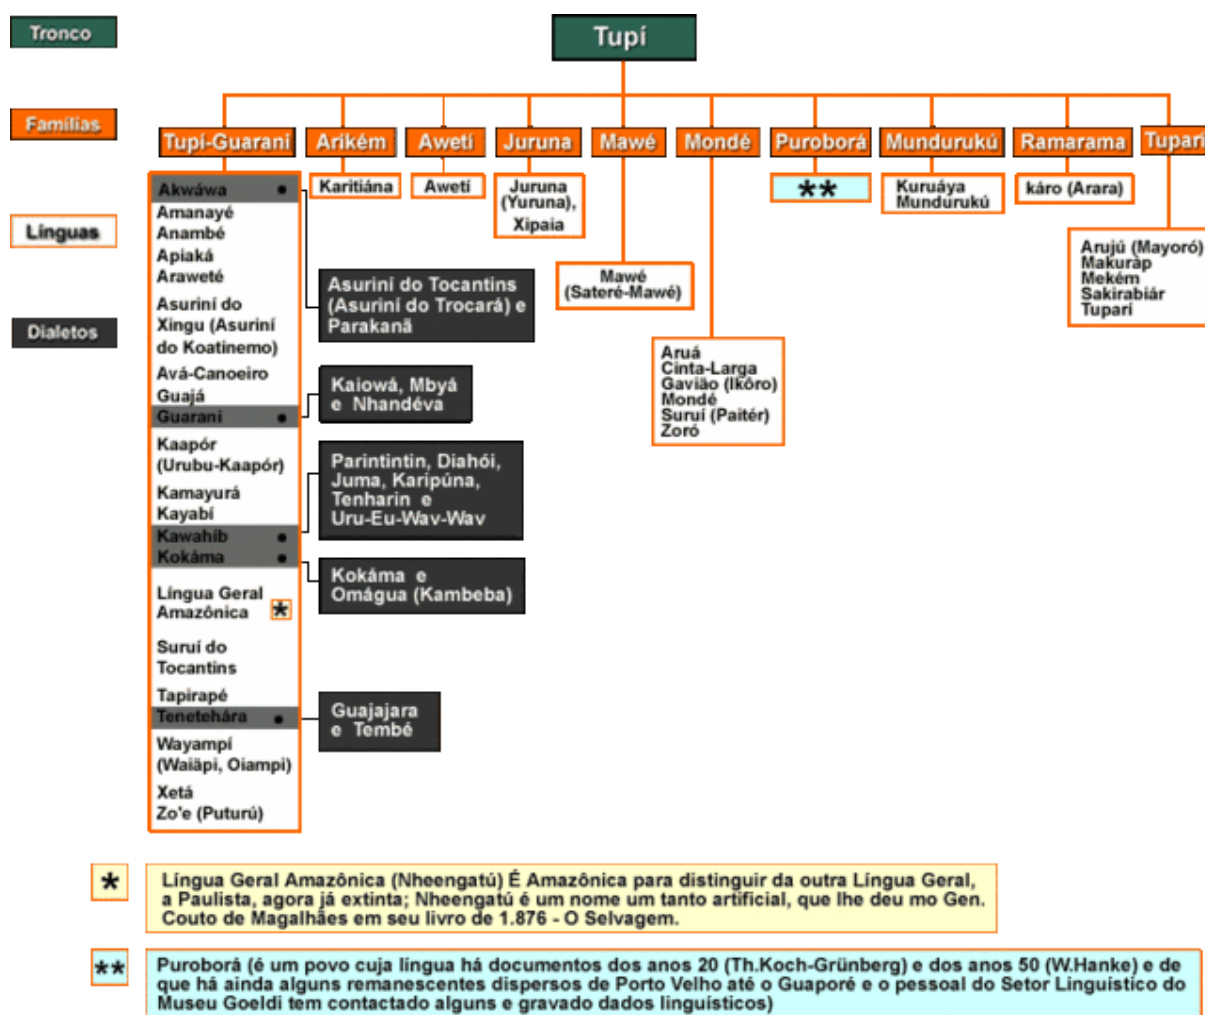 Tronco
Tupí
Famílias
Tupí-Guarani
Arikém
Awetí
Juruna
Mawé
Mondé
Puroborá
Mundurukú
Ramarama
Tuparí
Línguas
Dialetos
Akwáwa
Amanayé
Anambé
Apiaká
Araweté
Asuriní do
Xingu (Asuriní
do Koatinemo)
Avá-Canoeiro
Guajá
Guarani
Kaapór
(Urubu-Kaapór)
Kamayurá
Kayabí
Kawahíb
Kokáma
Língua Geral
Amazônica *
Suruí do
Tocantins
Tapirapé
Tenetehára
Wayampí
(Waiãpi, Oiampi)
Xetá
Zo'e (Puturú)
Karitiána
Awetí
Juruna
(Yuruna),
Xipaia
Mawé
(Sateré-Mawé)
Aruá
Cinta-Larga
Gavião (Ikôro)
Mondé
Suruí (Paitér)
Zoró
**
Kuruáya
Mundurukú
káro (Arara)
Arujú (Mayoró)
Makuràp
Mekém
Sakirabiár
Tuparí
Asuriní do Tocantins
(Asuriní do Trocará) e
Parakanã
Kaiowá, Mbyá
e Nhandéva
Parintintin, Diahói,
Juma, Karipúna,
Tenharin e
Uru-Eu-Wav-Wav
Kokáma e
Omágua (Kambeba)
Guajajara
e Tembé
* Língua Geral Amazônica (Nheengatú) É Amazônica para distinguir da outra Língua Geral,
a Paulista, agora já extinta; Nheengatú é um nome um tanto artificial, que lhe deu mo Gen.
Couto de Magalhães em seu livro de 1.876 - O Selvagem.
** Puroborá (é um povo cuja língua há documentos dos anos 20 (Th.Koch-Grünberg) e dos anos 50 (W.Hanke) e de
que há ainda alguns remanescentes dispersos de Porto Velho até o Guaporé e o pessoal do Setor Linguístico do
Museu Goeldi tem contactado alguns e gravado dados linguísticos)